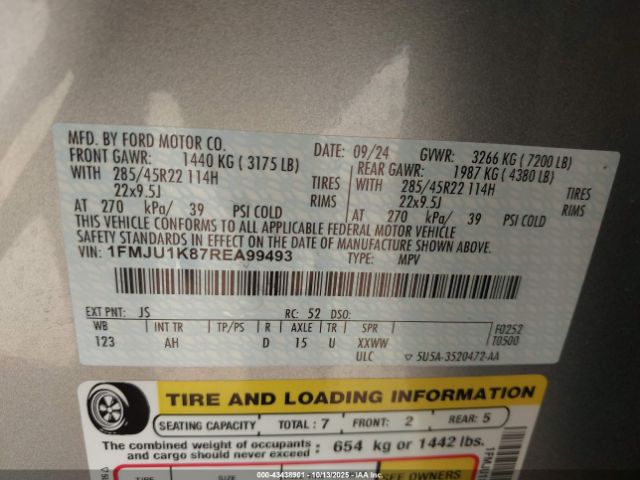 MFD. BY FORD MOTOR CO.
DATE: 09/24 GVWR: 3266 KG ( 7200 LB)
FRONT GAWR: 1440 KG ( 3175 LB) REAR GAWR: 1987 KG ( 4380 LB)
WITH 285/45R22 114H TIRES WITH 285/45R22 114H TIRES
22x9.5J RIMS 22x9.5J RIMS
AT 270 kPa/ 39 PSI COLD AT 270 kPa/ 39 PSI COLD
THIS VEHICLE CONFORMS TO ALL APPLICABLE FEDERAL MOTOR VEHICLE
SAFETY STANDARDS IN EFFECT ON THE DATE OF MANUFACTURE SHOWN ABOVE.
VIN: 1FMJU1K87REA99493 TYPE: MPV
EXT PNT: JS RC: 52 DSO:
WB INT TR TP/PS R AXLE TR SPR F0252
123 AH D 15 U XXWW T0500
ULC ▽ 5U5A-3520472-AA
TIRE AND LOADING INFORMATION
SEATING CAPACITY TOTAL : 7 FRONT: 2 REAR: 5
The combined weight of occupants and cargo should never exceed : 654 kg or 1442 lbs.
TIRE SIZE SEE OWNERS
000-43438901 - 10/13/2025 - IAA Inc.